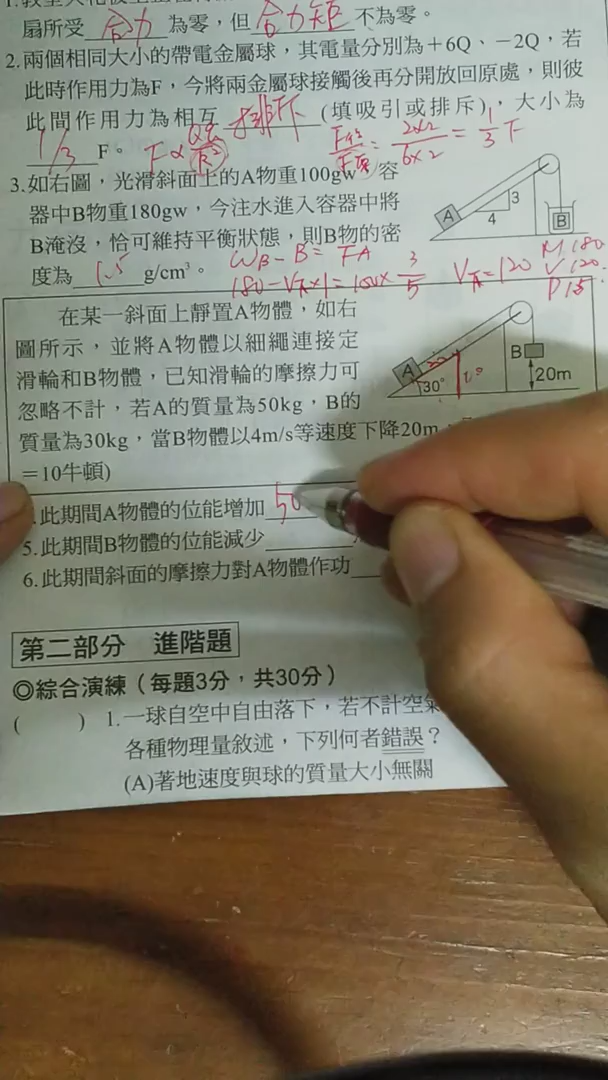 扇所受 合力 為零，但 合力矩 不為零。
2.兩個相同大小的帶電金屬球，其電量分別為＋6Q、－2Q，若
此時作用力為F，今將兩金屬球接觸後再分開放回原處，則彼
此間作用力為相互 排斥 (填吸引或排斥)，大小為
1/3 F。
3.如右圖，光滑斜面上的A物重100gw，容
器中B物重180gw，今注水進入容器中將
B淹沒，恰可維持平衡狀態，則B物的密
度為 1.5 g/cm³。
WB－B＝FA
180－V×1＝100×3/5
V＝120
M 180
V 120
D 1.5
A
3
4
B
在某一斜面上靜置A物體，如右
圖所示，並將A物體以細繩連接定
滑輪和B物體，已知滑輪的摩擦力可
忽略不計，若A的質量為50kg，B的
質量為30kg，當B物體以4m/s等速度下降20m
＝10牛頓)
A
30°
B
20m
.此期間A物體的位能增加 50
5.此期間B物體的位能減少
6.此期間斜面的摩擦力對A物體作功
第二部分 進階題
◎綜合演練（每題3分，共30分）
( ) 1.一球自空中自由落下，若不計空氣
各種物理量敘述，下列何者錯誤？
(A)著地速度與球的質量大小無關